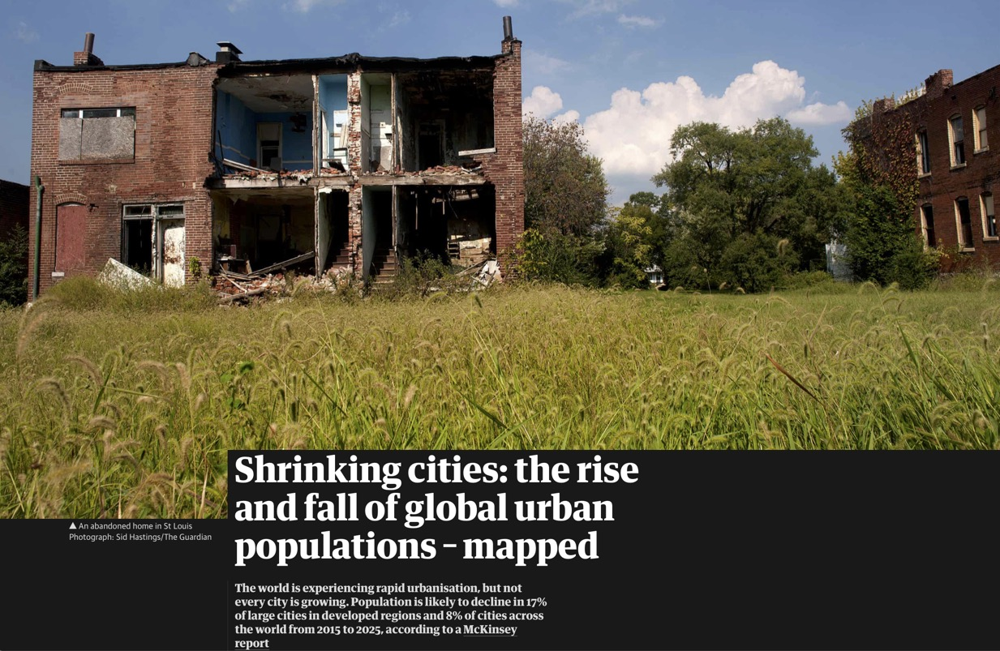 Shrinking cities: the rise
and fall of global urban
populations – mapped
▲ An abandoned home in St Louis
Photograph: Sid Hastings/The Guardian
The world is experiencing rapid urbanisation, but not
every city is growing. Population is likely to decline in 17%
of large cities in developed regions and 8% of cities across
the world from 2015 to 2025, according to a McKinsey
report